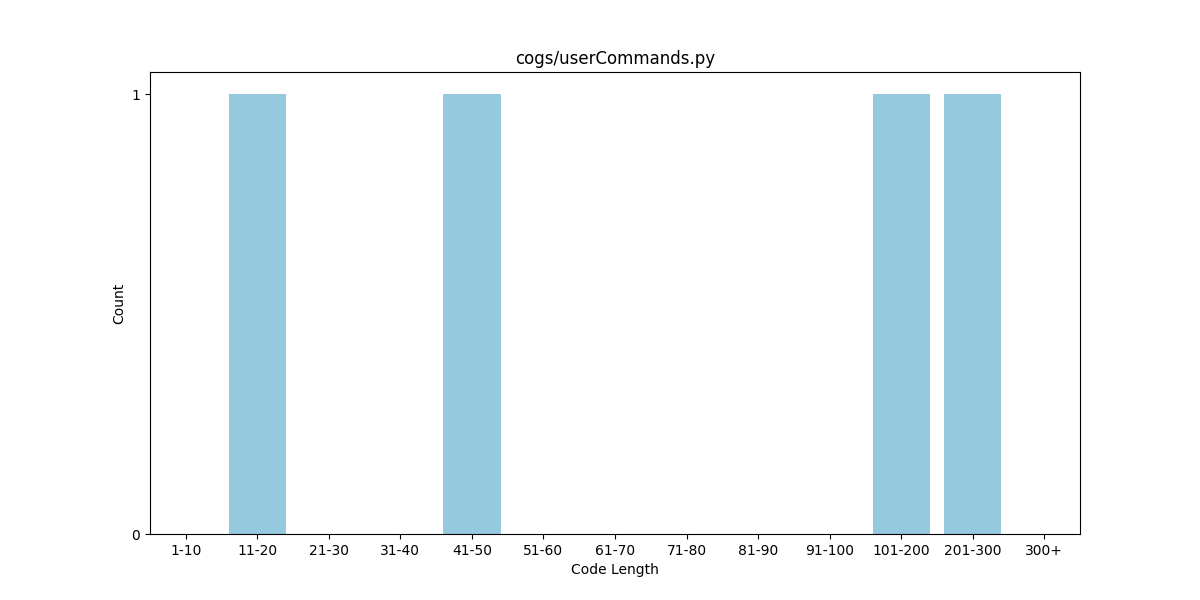 cogs/userCommands.py
1
0
Count
1-10 11-20 21-30 31-40 41-50 51-60 61-70 71-80 81-90 91-100 101-200 201-300 300+
Code Length